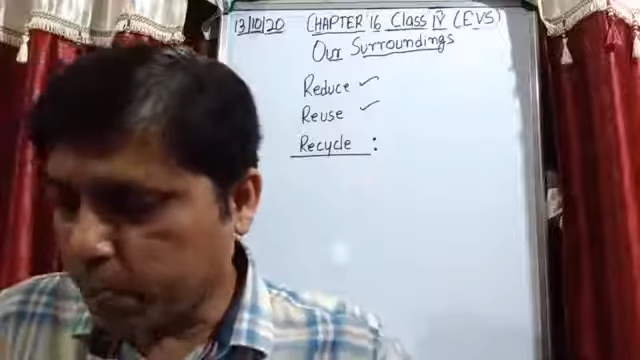 13/10/20 CHAPTER 16 Class IV (EVS)
Our Surroundings
Reduce ✓
Reuse ✓
Recycle :